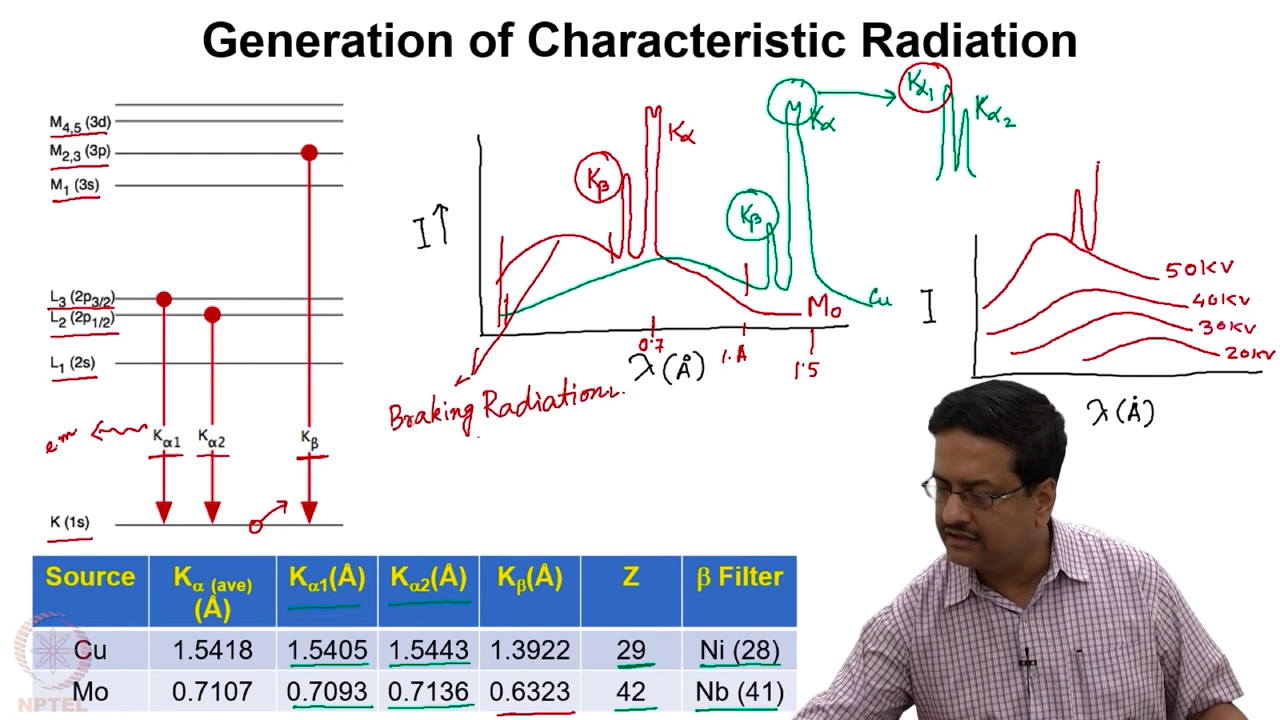 Generation of Characteristic Radiation
M4,5 (3d)
M2,3 (3p)
M1 (3s)
L3 (2p3/2)
L2 (2p1/2)
L1 (2s)
em
Kα1
Kα2
Kβ
K (1s)
I↑
Kβ
Kα
Kβ
Kα
Kα1
Kα2
Cu
Mo
0.7
1.Å
1.5
λ(Å)
Braking Radiation
I
50KV
40KV
30KV
20KV
λ(Å)
Source Kα (ave) (Å) Kα1(Å) Kα2(Å) Kβ(Å) Z β Filter
Cu 1.5418 1.5405 1.5443 1.3922 29 Ni (28)
Mo 0.7107 0.7093 0.7136 0.6323 42 Nb (41)
NPTEL